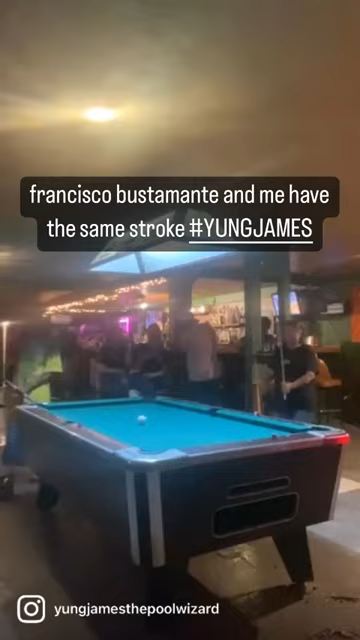 francisco bustamante and me have
the same stroke #YUNGJAMES
yungjamesthepoolwizard